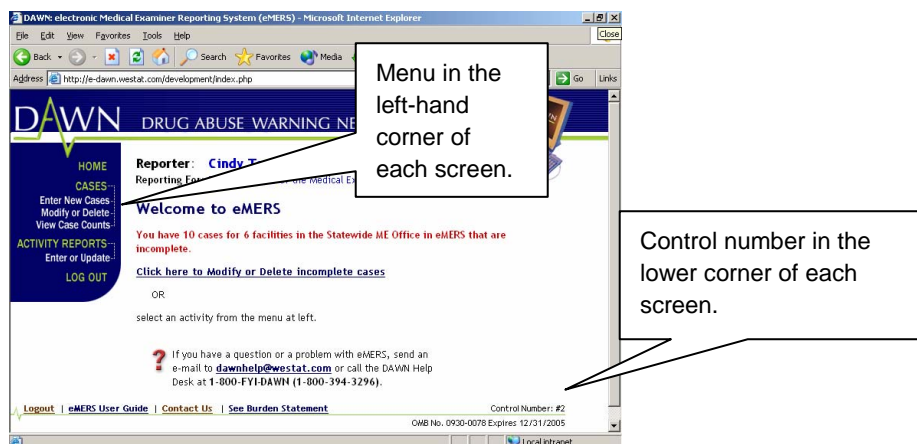 DAWN: electronic Medical Examiner Reporting System (eMERS) - Microsoft Internet Explorer
File Edit View Favorites Tools Help
Close
Back Search Favorites Media
Address http://e-dawn.westat.com/development/index.php Go Links
DAWN DRUG ABUSE WARNING NE
HOME
CASES
Enter New Cases
Modify or Delete
View Case Counts
ACTIVITY REPORTS
Enter or Update
LOG OUT
Reporter: Cindy
Reporting the Medical
Welcome to eMERS
You have 10 cases for 6 facilities in the Statewide ME Office in eMERS that are
incomplete.
Click here to Modify or Delete incomplete cases
OR
select an activity from the menu at left.
? If you have a question or a problem with eMERS, send an
e-mail to dawnhelp@westat.com or call the DAWN Help
Desk at 1-800-FYI-DAWN (1-800-394-3296).
Logout | eMERS User Guide | Contact Us | See Burden Statement Control Number: #2
OMB No. 0930-0078 Expires 12/31/2005
Local intranet
Menu in the
left-hand
corner of
each screen.
Control number in the
lower corner of each
screen.